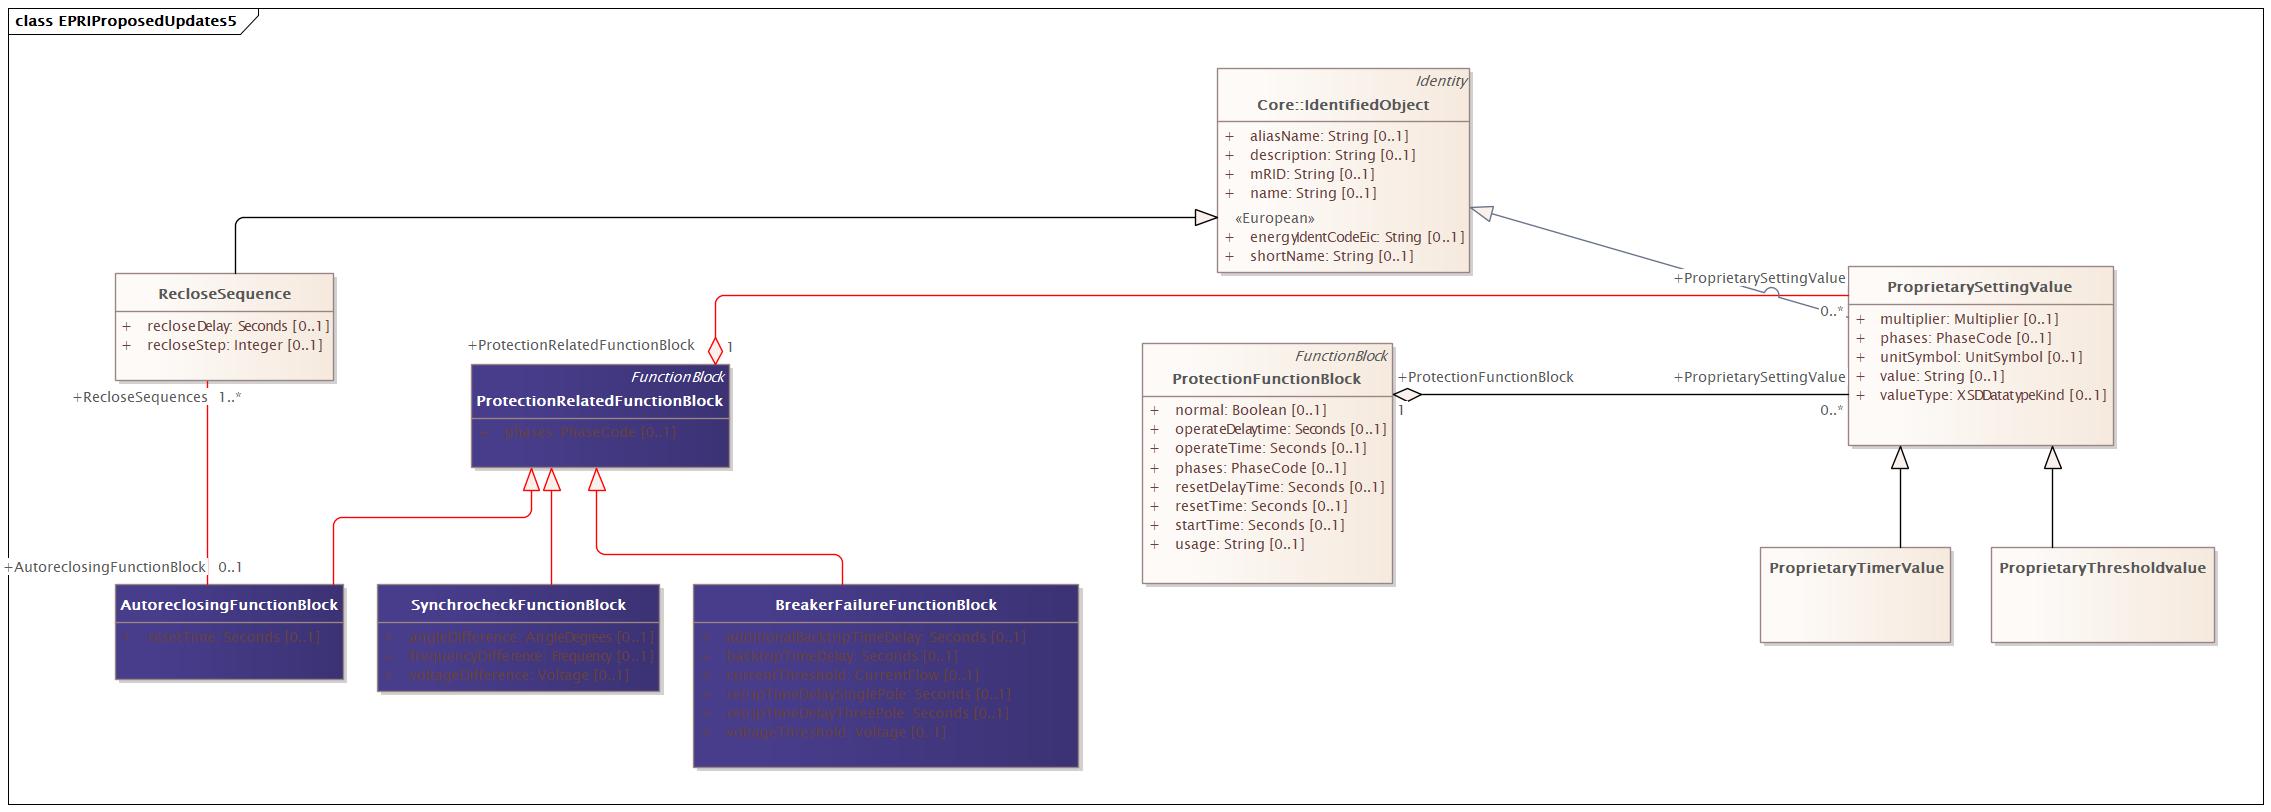 class EPRIProposedUpdates5
Identity
Core::IdentifiedObject
+ aliasName: String [0..1]
+ description: String [0..1]
+ mRID: String [0..1]
+ name: String [0..1]
«European»
+ energyIdentCodeEic: String [0..1]
+ shortName: String [0..1]
RecloseSequence
+ recloseDelay: Seconds [0..1]
+ recloseStep: Integer [0..1]
+RecloseSequences 1..*
+AutoreclosingFunctionBlock 0..1
+ProprietarySettingValue
0..*
ProprietarySettingValue
+ multiplier: Multiplier [0..1]
+ phases: PhaseCode [0..1]
+ unitSymbol: UnitSymbol [0..1]
+ value: String [0..1]
+ valueType: XSDDatatypeKind [0..1]
+ProtectionRelatedFunctionBlock 1
FunctionBlock
ProtectionRelatedFunctionBlock
+ phases: PhaseCode [0..1]
FunctionBlock
ProtectionFunctionBlock
+ normal: Boolean [0..1]
+ operateDelaytime: Seconds [0..1]
+ operateTime: Seconds [0..1]
+ phases: PhaseCode [0..1]
+ resetDelayTime: Seconds [0..1]
+ resetTime: Seconds [0..1]
+ startTime: Seconds [0..1]
+ usage: String [0..1]
+ProtectionFunctionBlock
1
+ProprietarySettingValue
0..*
AutoreclosingFunctionBlock
+ resetTime: Seconds [0..1]
SynchrocheckFunctionBlock
+ angleDifference: AngleDegrees [0..1]
+ frequencyDifference: Frequency [0..1]
+ voltageDifference: Voltage [0..1]
BreakerFailureFunctionBlock
+ additionalBacktripTimeDelay: Seconds [0..1]
+ backtripTimeDelay: Seconds [0..1]
+ currentThreshold: CurrentFlow [0..1]
+ retripTimeDelaySinglePole: Seconds [0..1]
+ retripTimeDelayThreePole: Seconds [0..1]
+ voltageThreshold: Voltage [0..1]
ProprietaryTimerValue
ProprietaryThresholdvalue